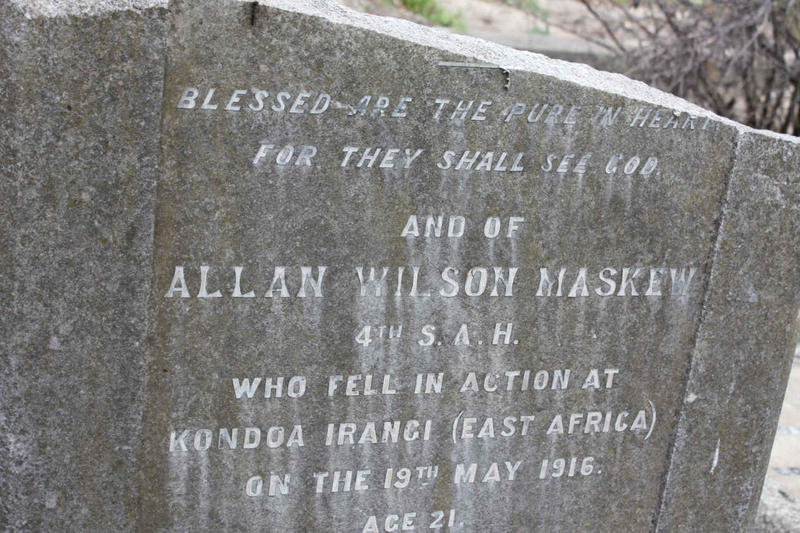 BLESSED ARE THE PURE IN HEART
FOR THEY SHALL SEE GOD.
AND OF
ALLAN WILSON MASKEW
4TH S.A.H.
WHO FELL IN ACTION AT
KONDOA IRANGI (EAST AFRICA)
ON THE 19TH MAY 1916.
AGE 21.